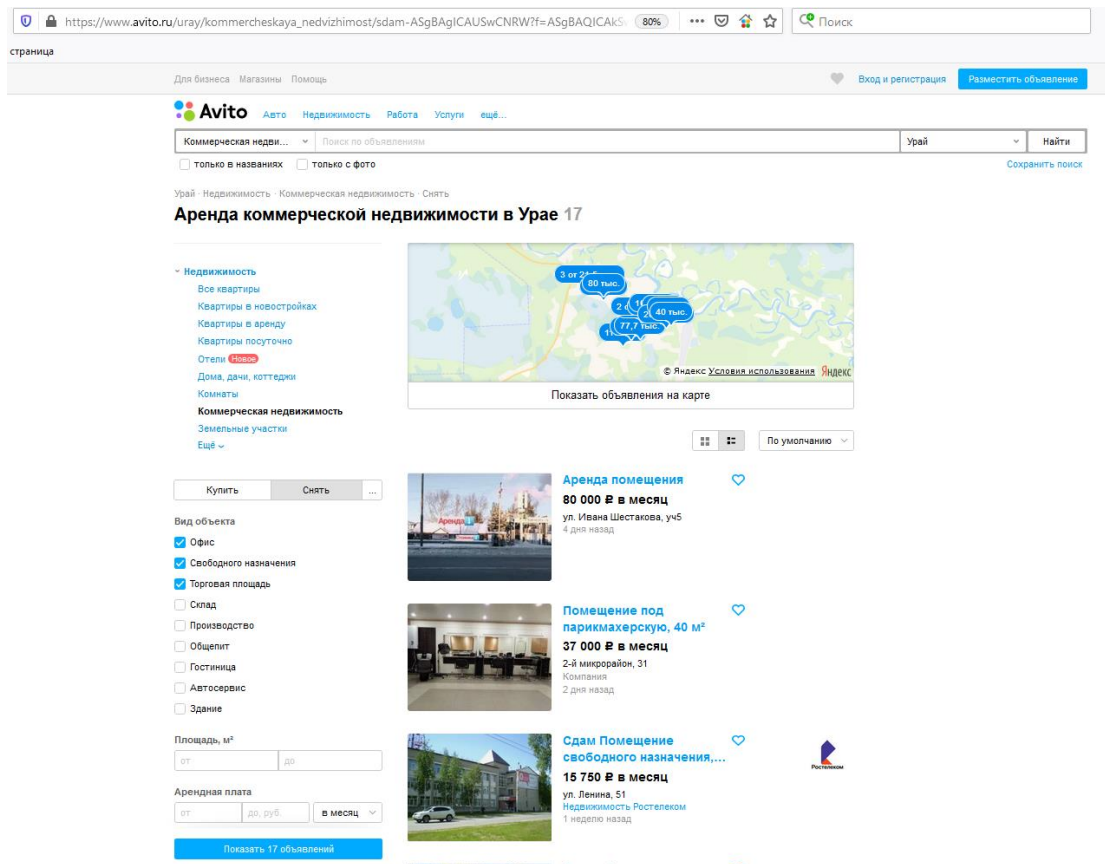 https://www.avito.ru/uray/kommercheskaya_nedvizhimost/sdam-ASgBAgICAUSwCNRW?f=ASgBAQICAkS
80%
Поиск
страница
Для бизнеса Магазины Помощь
Вход и регистрация
Разместить объявление
Avito
Авто Недвижимость Работа Услуги ещё...
Коммерческая недви...
Поиск по объявлениям
Урай
Найти
только в названиях
только с фото
Сохранить поиск
Урай · Недвижимость · Коммерческая недвижимость · Снять
Аренда коммерческой недвижимости в Урае 17
Недвижимость
Все квартиры
Квартиры в новостройках
Квартиры в аренду
Квартиры посуточно
Отели Новое
Дома, дачи, коттеджи
Комнаты
Коммерческая недвижимость
Земельные участки
Ещё
80 тыс.
40 тыс.
77,7 тыс.
© Яндекс Условия использования Яндекс
Показать объявления на карте
По умолчанию
Купить
Снять
...
Вид объекта
Офис
Свободного назначения
Торговая площадь
Склад
Производство
Общепит
Гостиница
Автосервис
Здание
Площадь, м²
от
до
Арендная плата
от
до, руб.
в месяц
Показать 17 объявлений
Аренда
Аренда помещения
80 000 ₽ в месяц
ул. Ивана Шестакова, уч5
4 дня назад
Помещение под
парикмахерскую, 40 м²
37 000 ₽ в месяц
2-й микрорайон, 31
Компания
2 дня назад
Сдам Помещение
свободного назначения,...
15 750 ₽ в месяц
ул. Ленина, 51
Недвижимость Ростелеком
1 неделю назад
Ростелеком